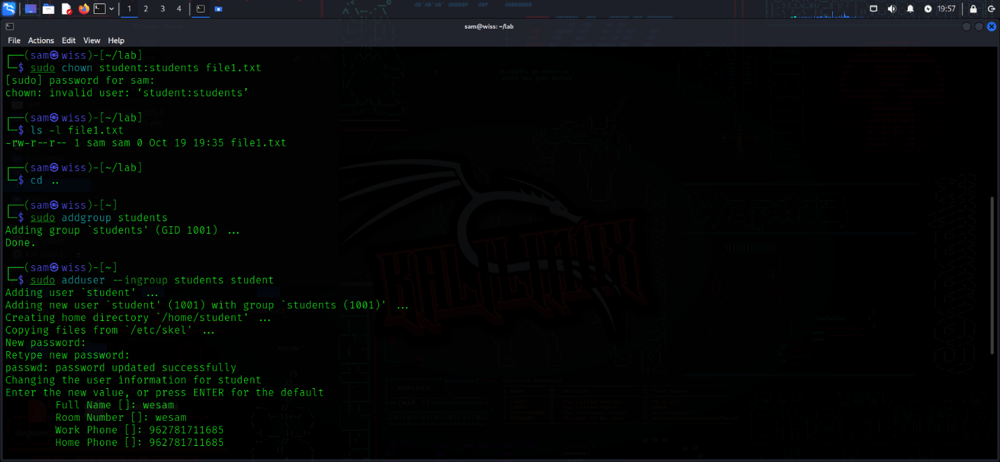 1 2 3 4 19:57
sam@wiss: ~/lab
File Actions Edit View Help
┌──(sam㉿wiss)-[~/lab]
└─$ sudo chown student:students file1.txt
[sudo] password for sam:
chown: invalid user: ‘student:students’
┌──(sam㉿wiss)-[~/lab]
└─$ ls -l file1.txt
-rw-r--r-- 1 sam sam 0 Oct 19 19:35 file1.txt
┌──(sam㉿wiss)-[~/lab]
└─$ cd ..
┌──(sam㉿wiss)-[~]
└─$ sudo addgroup students
Adding group `students' (GID 1001) ...
Done.
┌──(sam㉿wiss)-[~]
└─$ sudo adduser --ingroup students student
Adding user `student' ...
Adding new user `student' (1001) with group `students (1001)' ...
Creating home directory `/home/student' ...
Copying files from `/etc/skel' ...
New password:
Retype new password:
passwd: password updated successfully
Changing the user information for student
Enter the new value, or press ENTER for the default
Full Name []: wesam
Room Number []: wesam
Work Phone []: 962781711685
Home Phone []: 962781711685
KALI LINUX